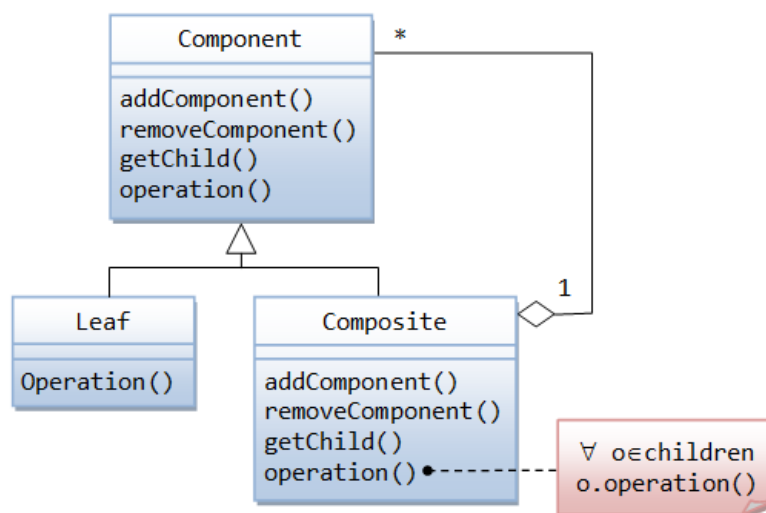 Component
*
addComponent()
removeComponent()
getChild()
operation()
1
Leaf
Operation()
Composite
addComponent()
removeComponent()
getChild()
operation()
∀ o∈children
o.operation()